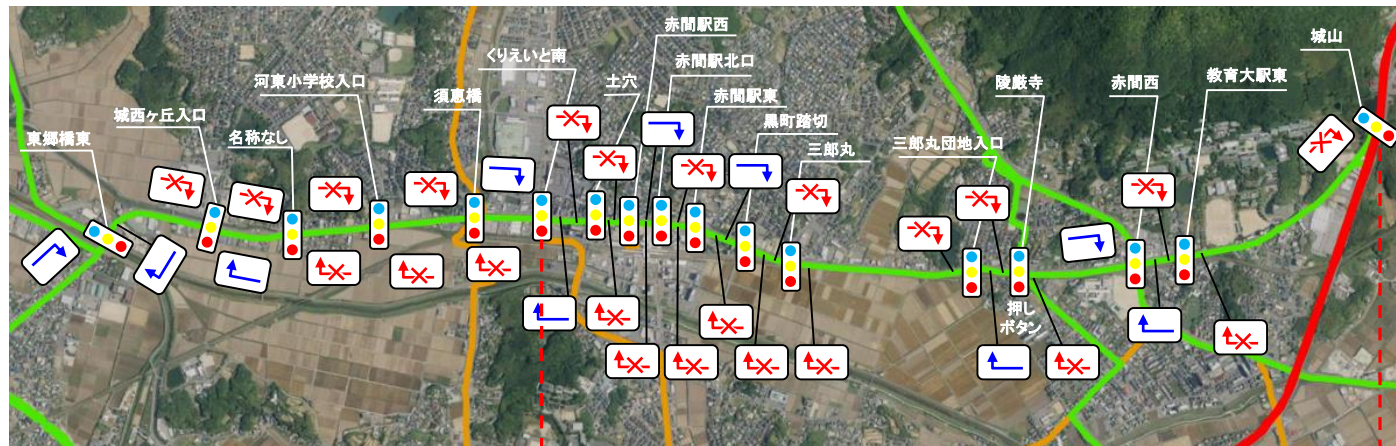 東郷橋東
城西ヶ丘入口
名称なし
河東小学校入口
須恵橋
くりえいと南
土穴
赤間駅西
赤間駅北口
赤間駅東
黒町踏切
三郎丸
三郎丸団地入口
陵厳寺
押し
ボタン
赤間西
教育大駅東
城山